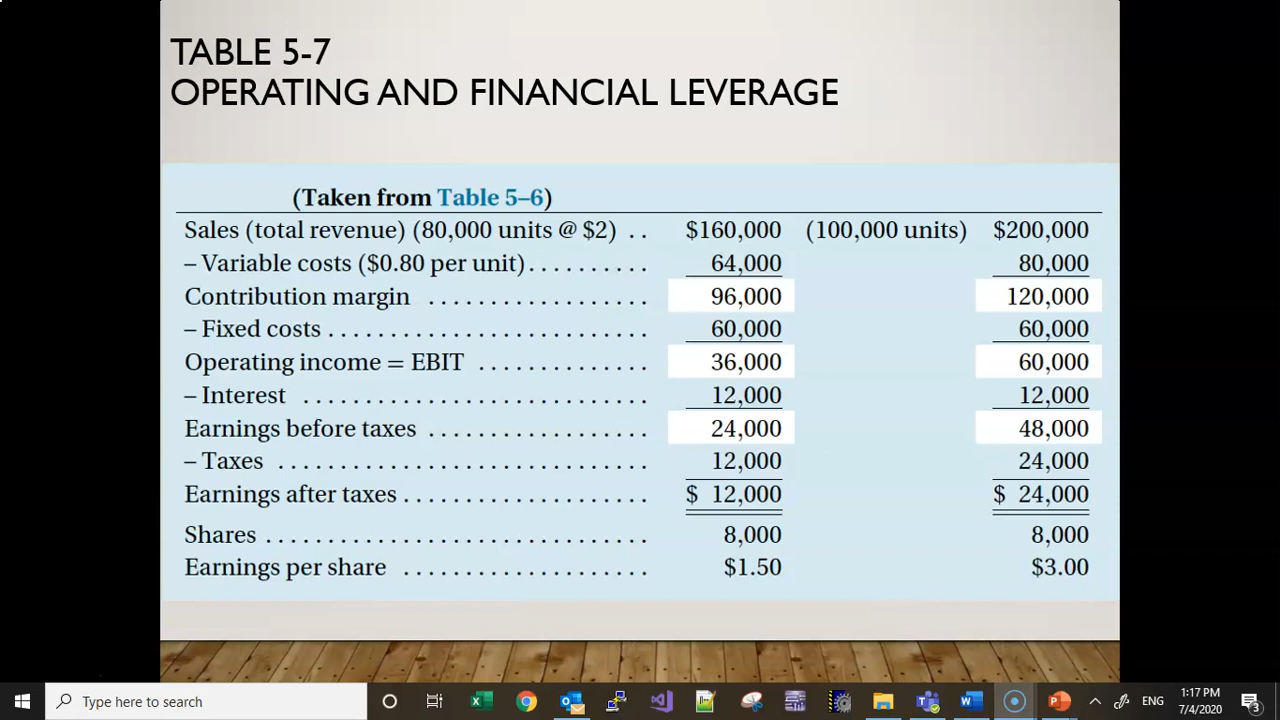 TABLE 5-7
OPERATING AND FINANCIAL LEVERAGE
(Taken from Table 5–6)
Sales (total revenue) (80,000 units @ $2) . . $160,000 (100,000 units) $200,000
– Variable costs ($0.80 per unit) . . . . . . . . . . 64,000 80,000
Contribution margin . . . . . . . . . . . . . . . . . . 96,000 120,000
– Fixed costs . . . . . . . . . . . . . . . . . . . . . . . . . . 60,000 60,000
Operating income = EBIT . . . . . . . . . . . . . . 36,000 60,000
– Interest . . . . . . . . . . . . . . . . . . . . . . . . . . . . 12,000 12,000
Earnings before taxes . . . . . . . . . . . . . . . . . . 24,000 48,000
– Taxes . . . . . . . . . . . . . . . . . . . . . . . . . . . . . . 12,000 24,000
Earnings after taxes . . . . . . . . . . . . . . . . . . . . $ 12,000 $ 24,000
Shares . . . . . . . . . . . . . . . . . . . . . . . . . . . . . . . 8,000 8,000
Earnings per share . . . . . . . . . . . . . . . . . . . . $1.50 $3.00
Type here to search
ENG
1:17 PM
7/4/2020
3